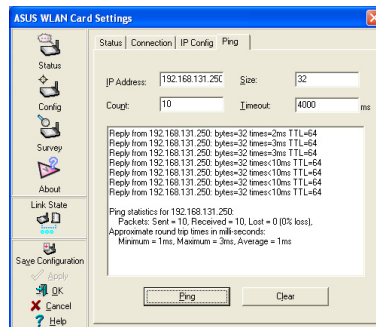 ASUS WLAN Card Settings
Status
Config
Survey
About
Link State
Save Configuration
Apply
OK
Cancel
Help
Status Connection IP Config Ping
IP Address: 192.168.131.250 Size: 32
Count: 10 Timeout: 4000 ms
Reply from 192.168.131.250: bytes=32 times=2ms TTL=64
Reply from 192.168.131.250: bytes=32 times=3ms TTL=64
Reply from 192.168.131.250: bytes=32 times=3ms TTL=64
Reply from 192.168.131.250: bytes=32 times<10ms TTL=64
Reply from 192.168.131.250: bytes=32 times<10ms TTL=64
Reply from 192.168.131.250: bytes=32 times<10ms TTL=64
Reply from 192.168.131.250: bytes=32 times<10ms TTL=64
Ping statistics for 192.168.131.250:
Packets: Sent = 10, Received = 10, Lost = 0 (0% loss),
Approximate round trip times in milli-seconds:
Minimum = 1ms, Maximum = 3ms, Average = 1ms
Ping Clear